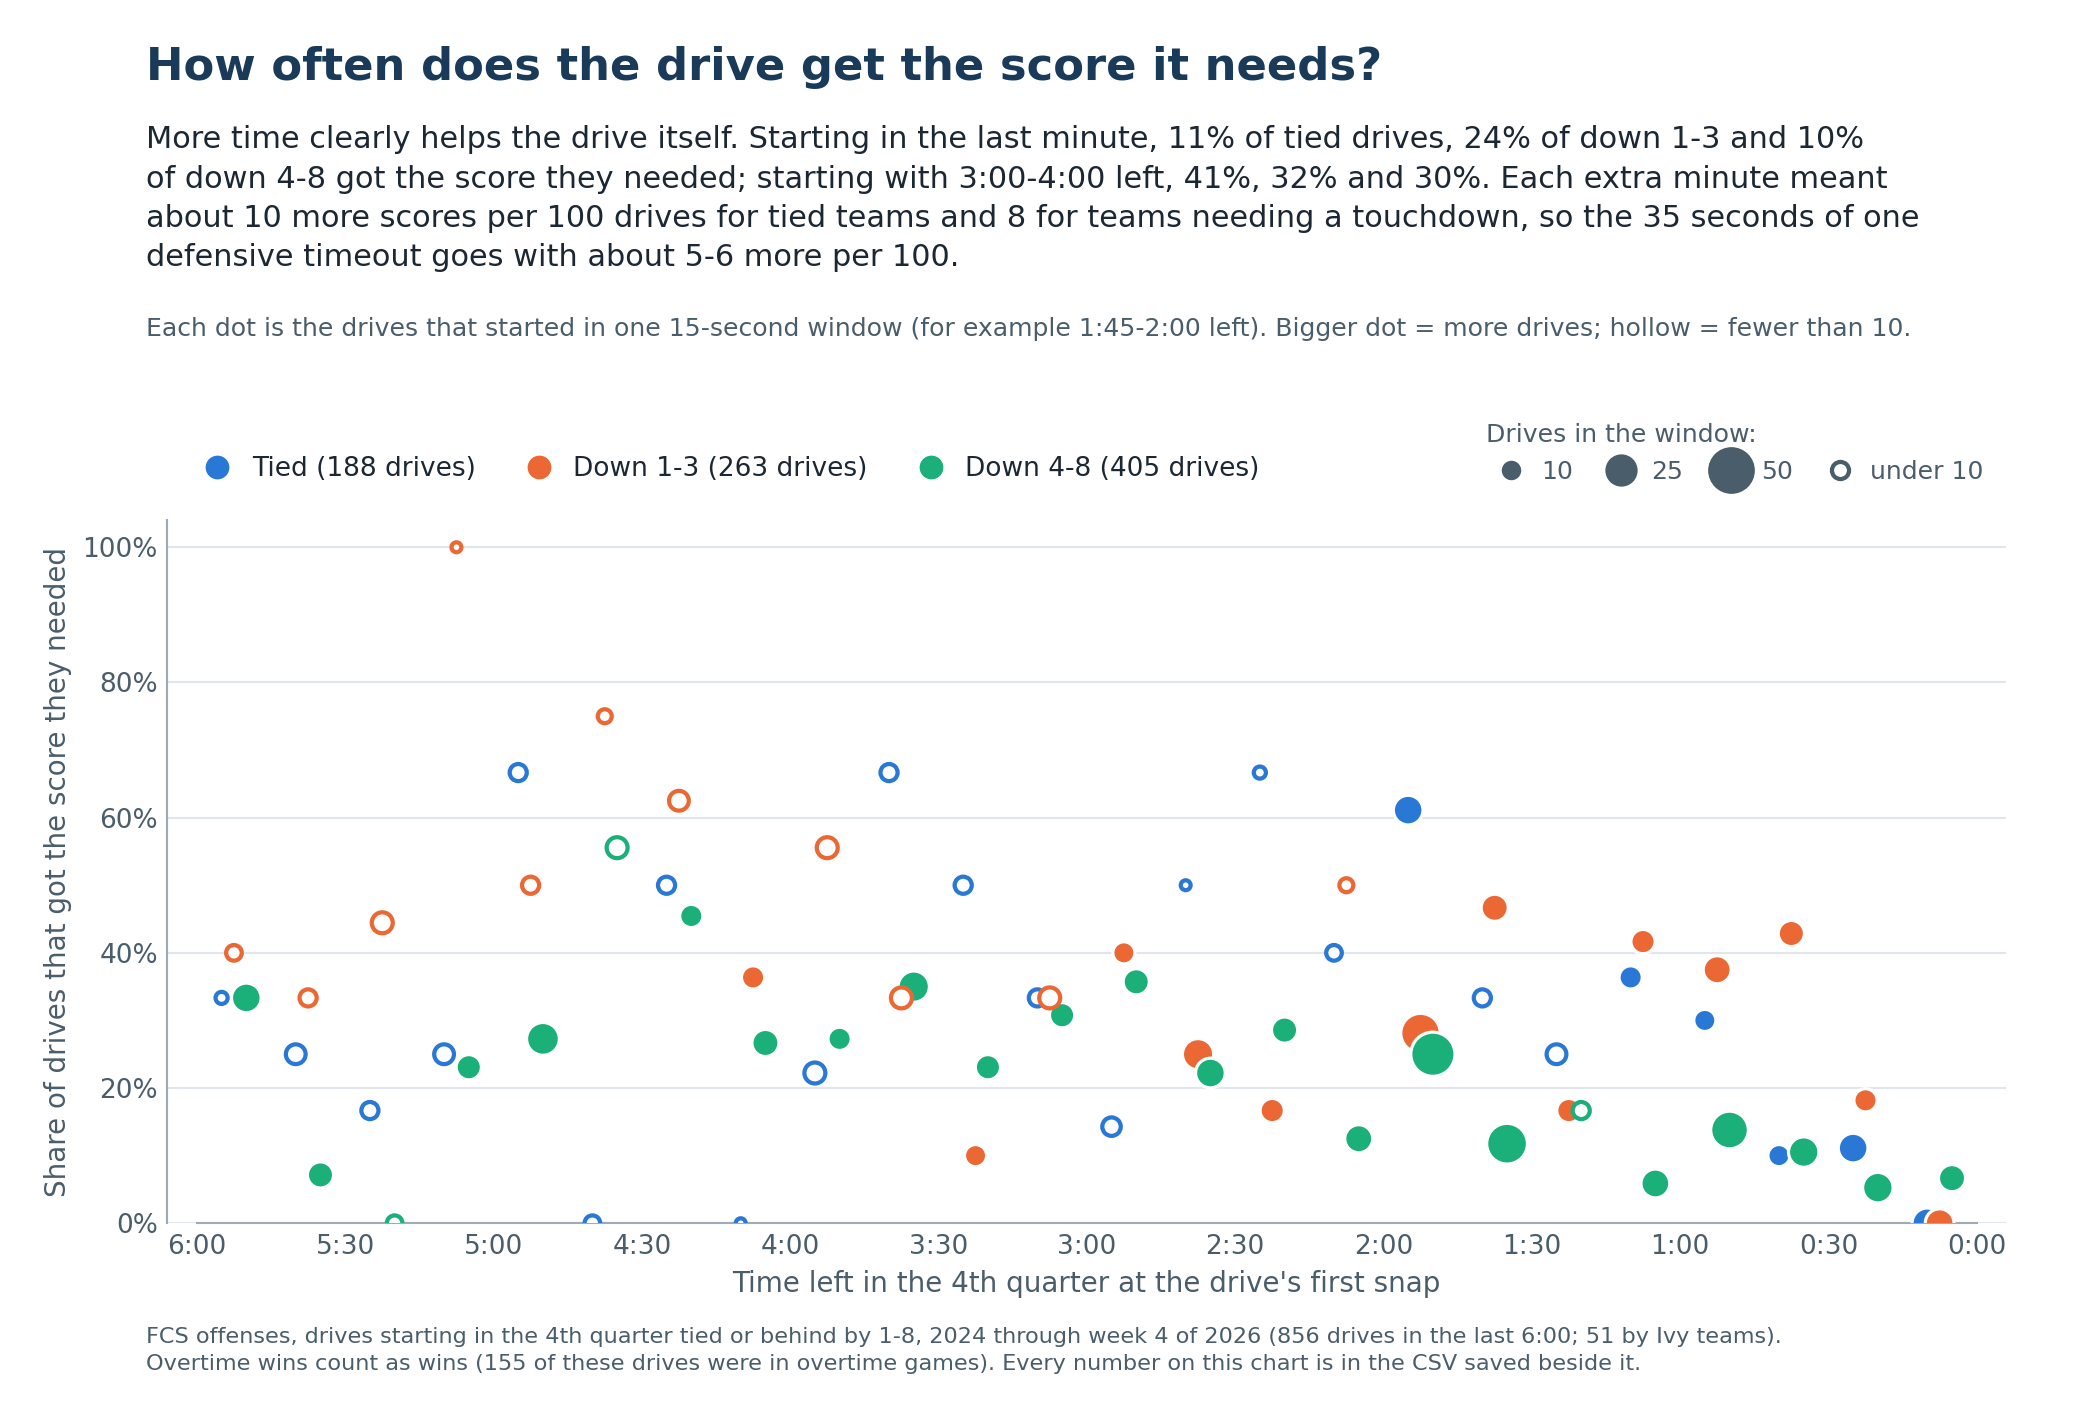 How often does the drive get the score it needs?
More time clearly helps the drive itself. Starting in the last minute, 11% of tied drives, 24% of down 1-3 and 10%
of down 4-8 got the score they needed; starting with 3:00-4:00 left, 41%, 32% and 30%. Each extra minute meant
about 10 more scores per 100 drives for tied teams and 8 for teams needing a touchdown, so the 35 seconds of one
defensive timeout goes with about 5-6 more per 100.
Each dot is the drives that started in one 15-second window (for example 1:45-2:00 left). Bigger dot = more drives; hollow = fewer than 10.
Drives in the window:
Tied (188 drives) Down 1-3 (263 drives) Down 4-8 (405 drives) 10 25 50 under 10
Share of drives that got the score they needed
100%
80%
60%
40%
20%
0%
6:00 5:30 5:00 4:30 4:00 3:30 3:00 2:30 2:00 1:30 1:00 0:30 0:00
Time left in the 4th quarter at the drive's first snap
FCS offenses, drives starting in the 4th quarter tied or behind by 1-8, 2024 through week 4 of 2026 (856 drives in the last 6:00; 51 by Ivy teams).
Overtime wins count as wins (155 of these drives were in overtime games). Every number on this chart is in the CSV saved beside it.